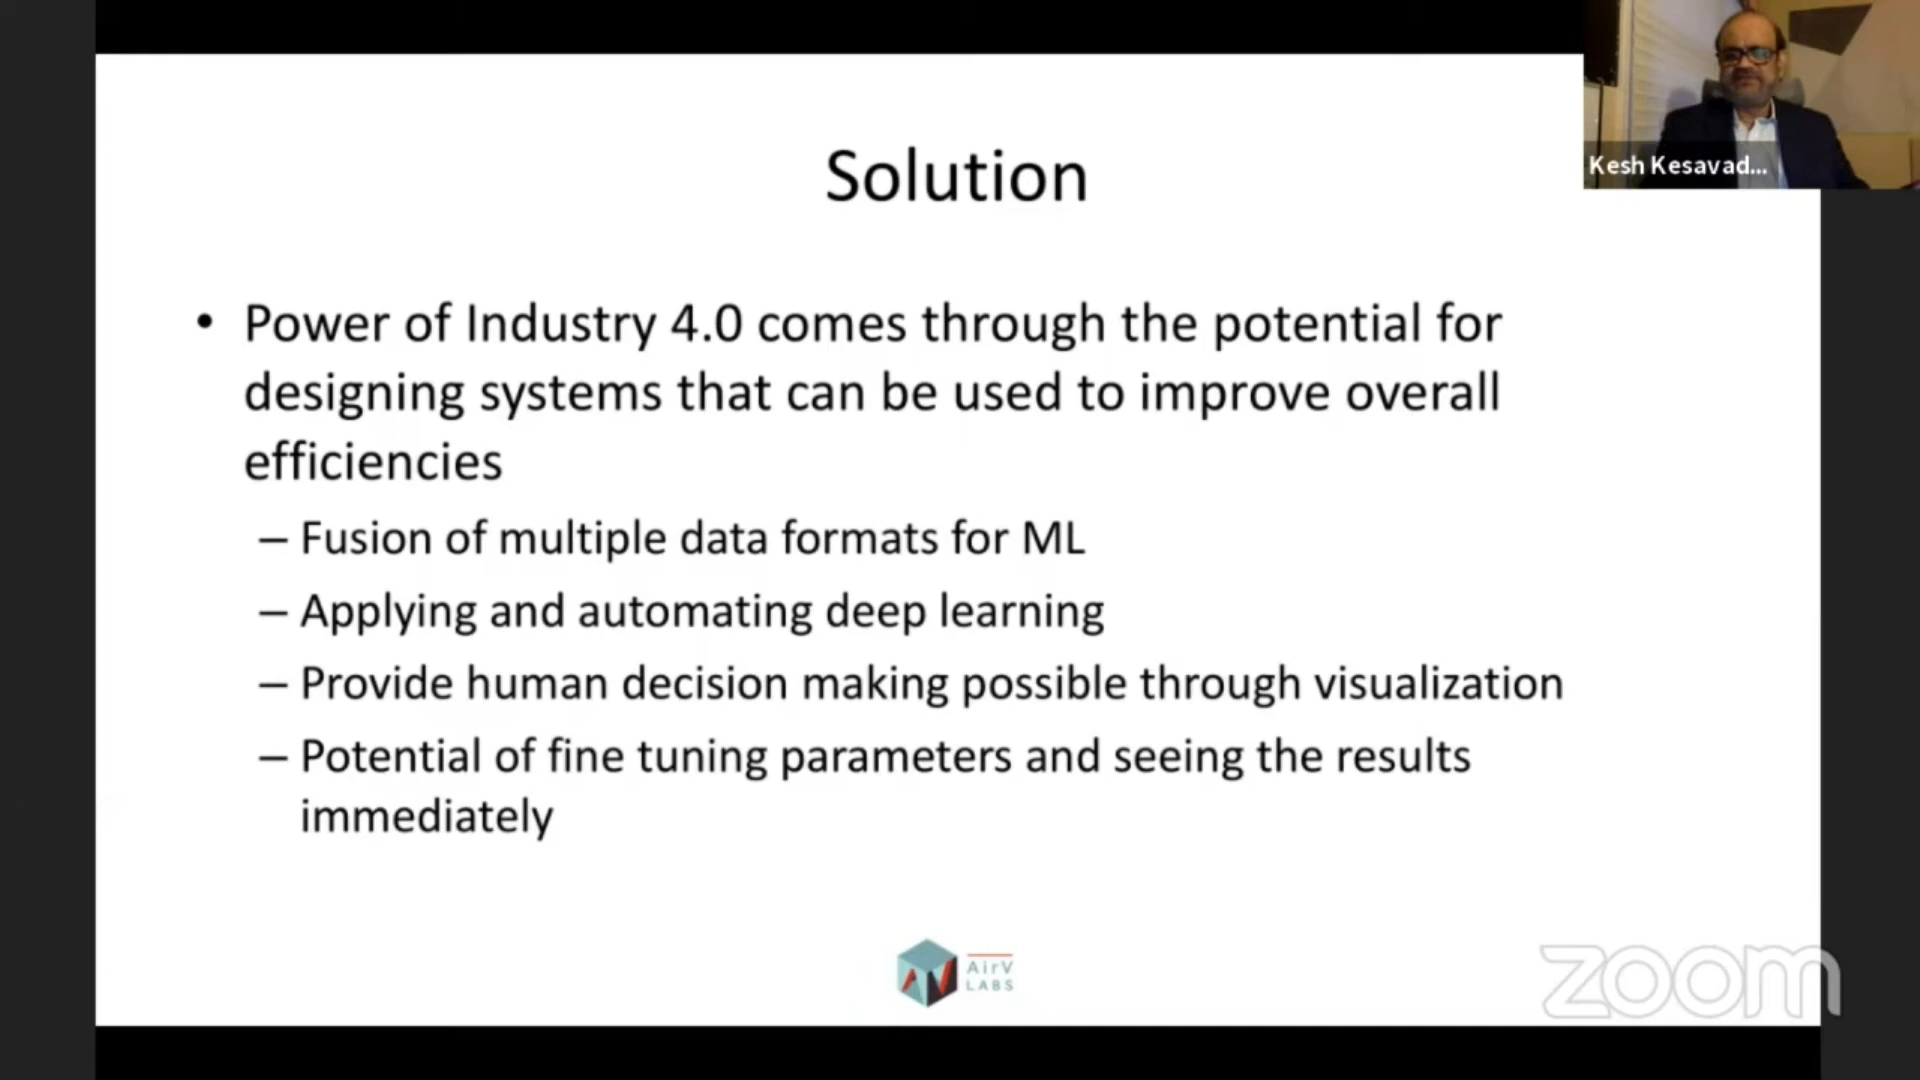 Solution
Kesh Kesavad...
• Power of Industry 4.0 comes through the potential for
designing systems that can be used to improve overall
efficiencies
– Fusion of multiple data formats for ML
– Applying and automating deep learning
– Provide human decision making possible through visualization
– Potential of fine tuning parameters and seeing the results
immediately
AirV
LABS
zoom